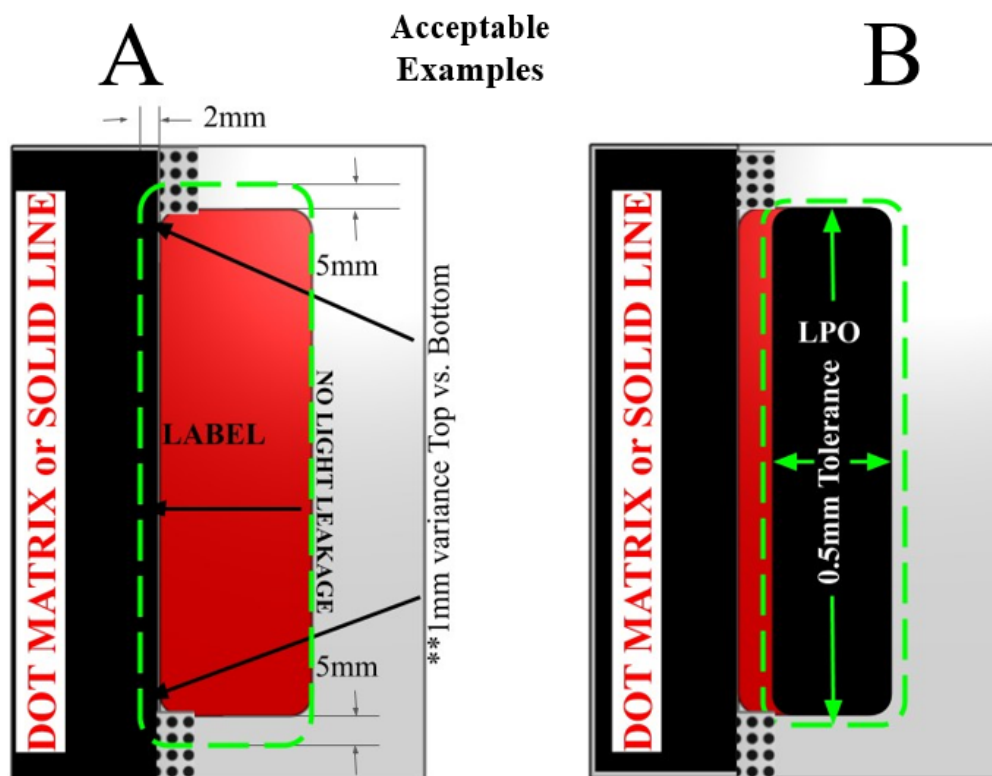 A
Acceptable
Examples
B
2mm
DOT MATRIX or SOLID LINE
5mm
LABEL
NO LIGHT LEAKAGE
**1mm variance Top vs. Bottom
5mm
DOT MATRIX or SOLID LINE
LPO
0.5mm Tolerance